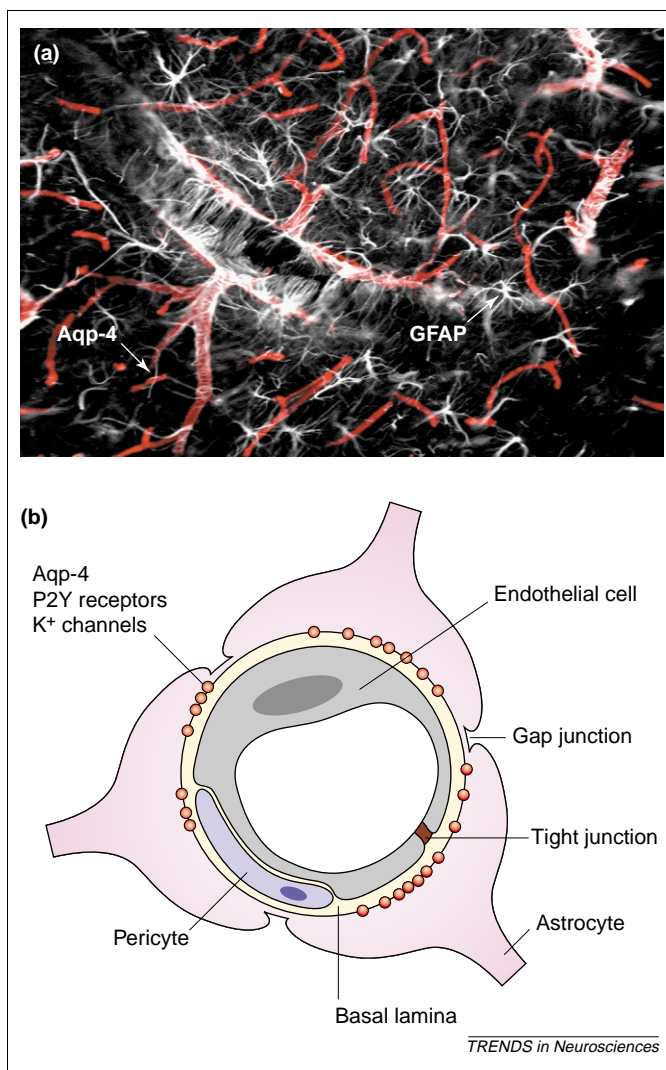 (a)
Aqp-4
GFAP
(b)
Aqp-4
P2Y receptors
K⁺ channels
Endothelial cell
Gap junction
Tight junction
Astrocyte
Pericyte
Basal lamina
TRENDS in Neurosciences